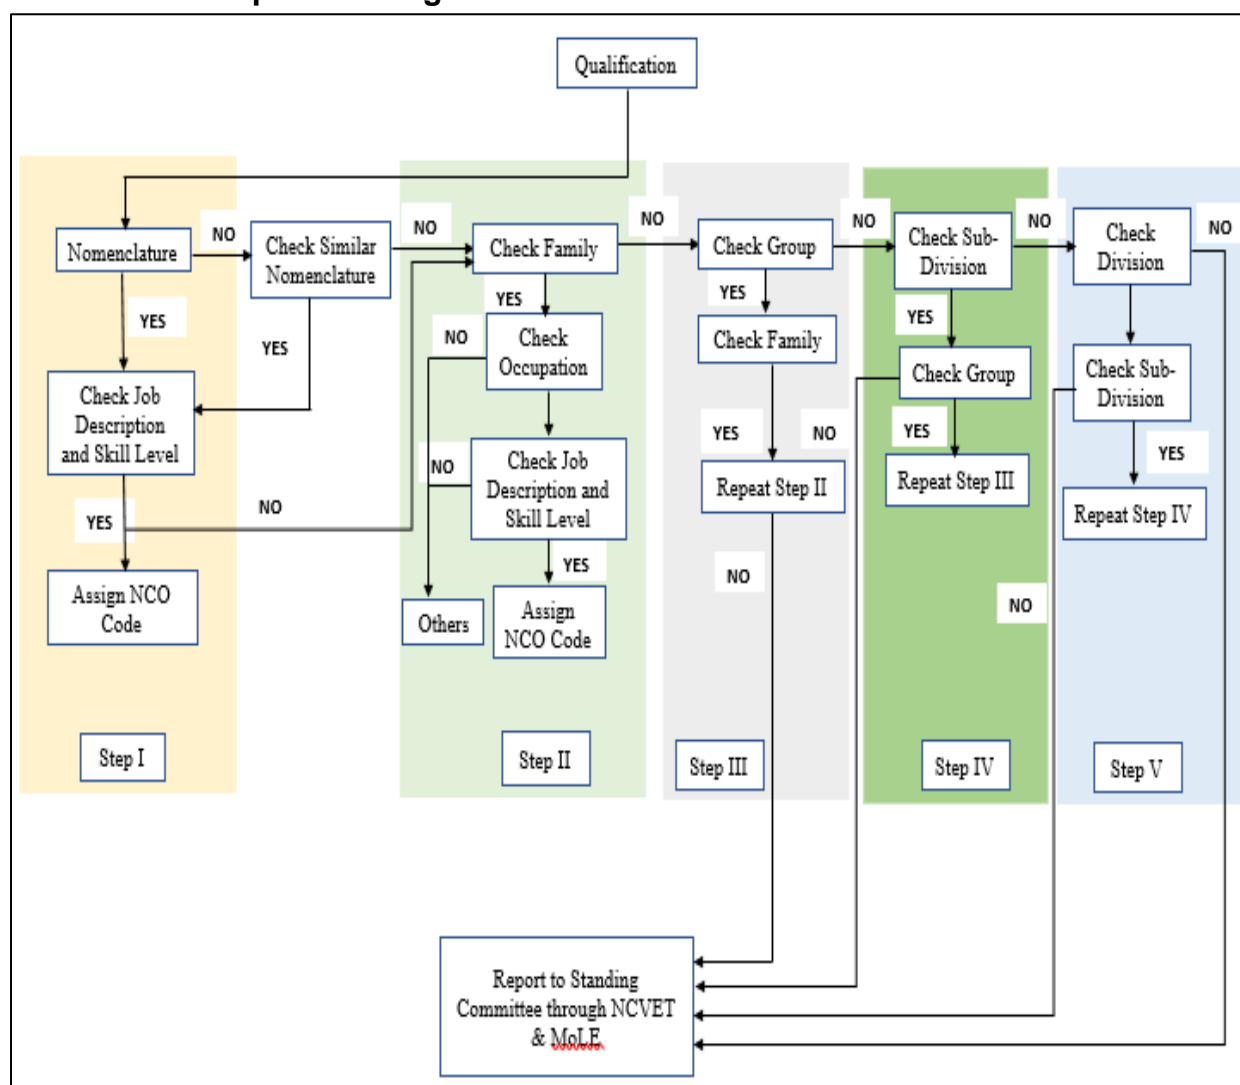 Qualification
Nomenclature
NO
Check Similar
Nomenclature
NO
Check Family
NO
Check Group
NO
Check Sub-
Division
NO
Check
Division
NO
YES
YES
Check Job
Description
and Skill Level
YES
NO
Assign NCO
Code
Step I
YES
NO
Check
Occupation
NO
Check Job
Description and
Skill Level
YES
Others
Assign
NCO Code
Step II
YES
Check Family
YES
NO
Repeat Step II
NO
Step III
YES
Check Group
YES
Repeat Step III
NO
Step IV
Check Sub-
Division
YES
Repeat Step IV
Step V
Report to Standing
Committee through NCVET
& MoLE